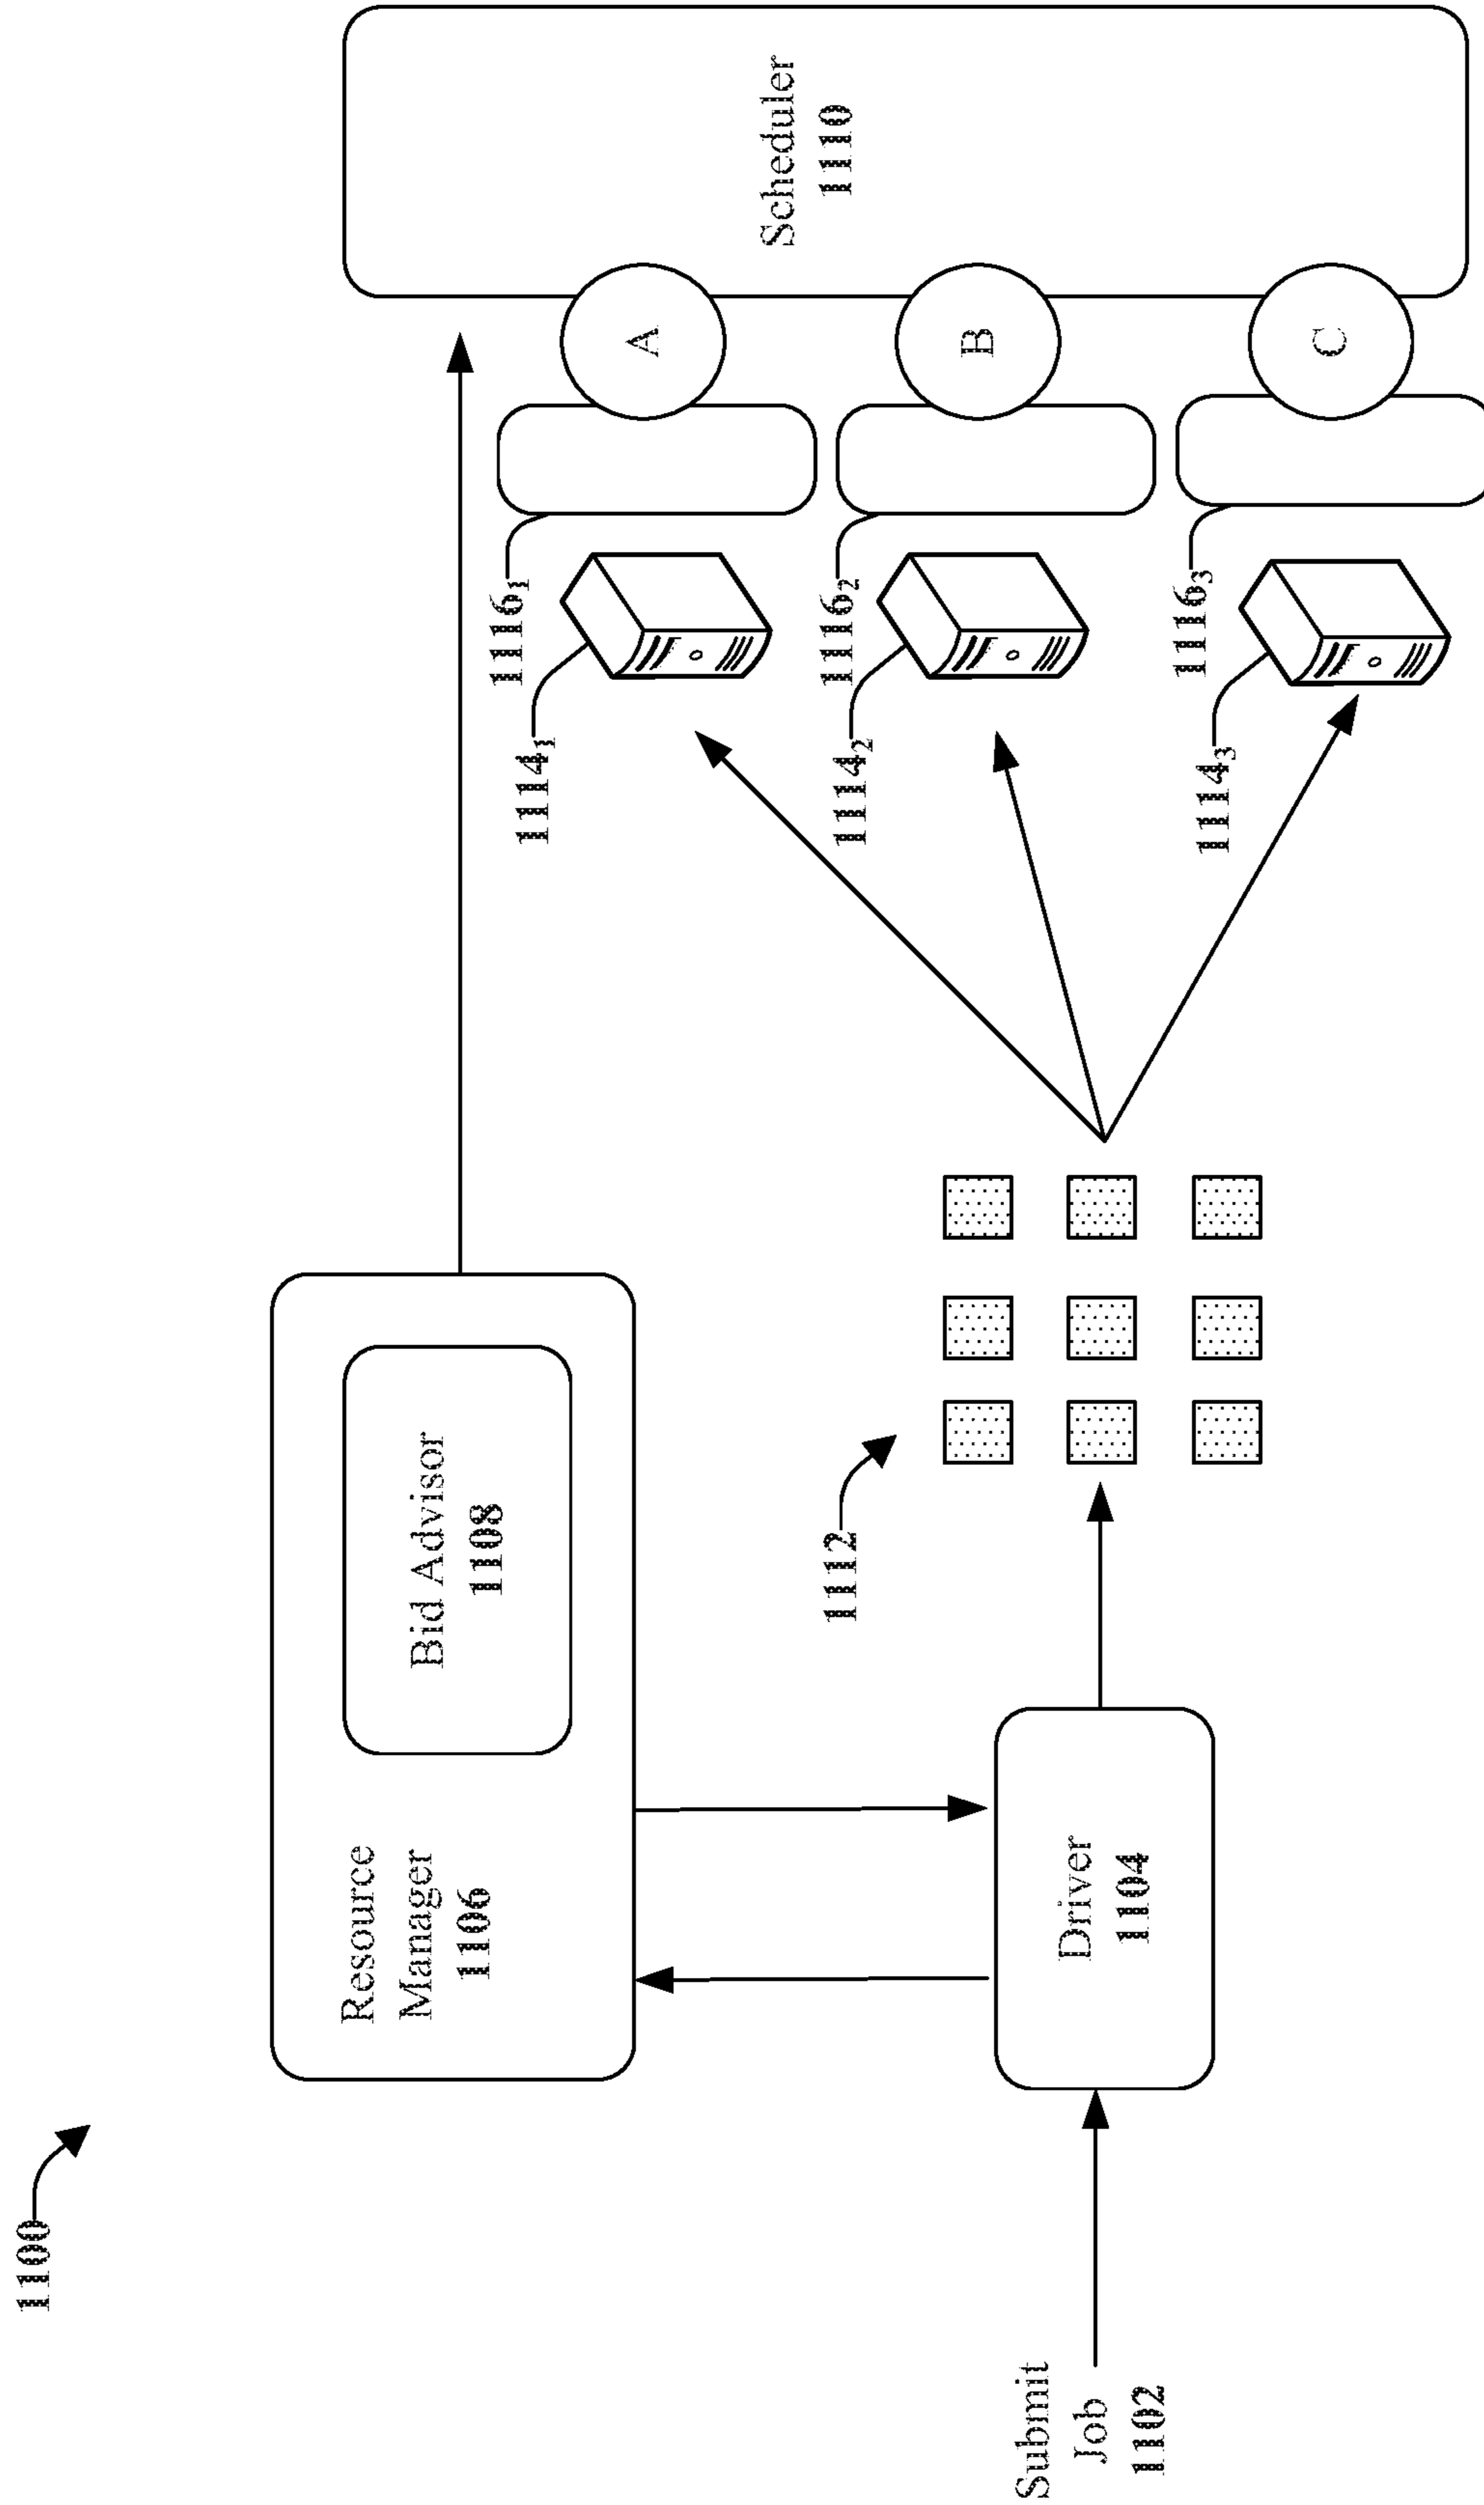 1100
Resource
Manager
1106
Bid Advisor
1108
Submit
Job
1102
Driver
1104
1112
1114₁
1116₁
1114₂
1116₂
1114₃
1116₃
A
B
C
Scheduler
1110